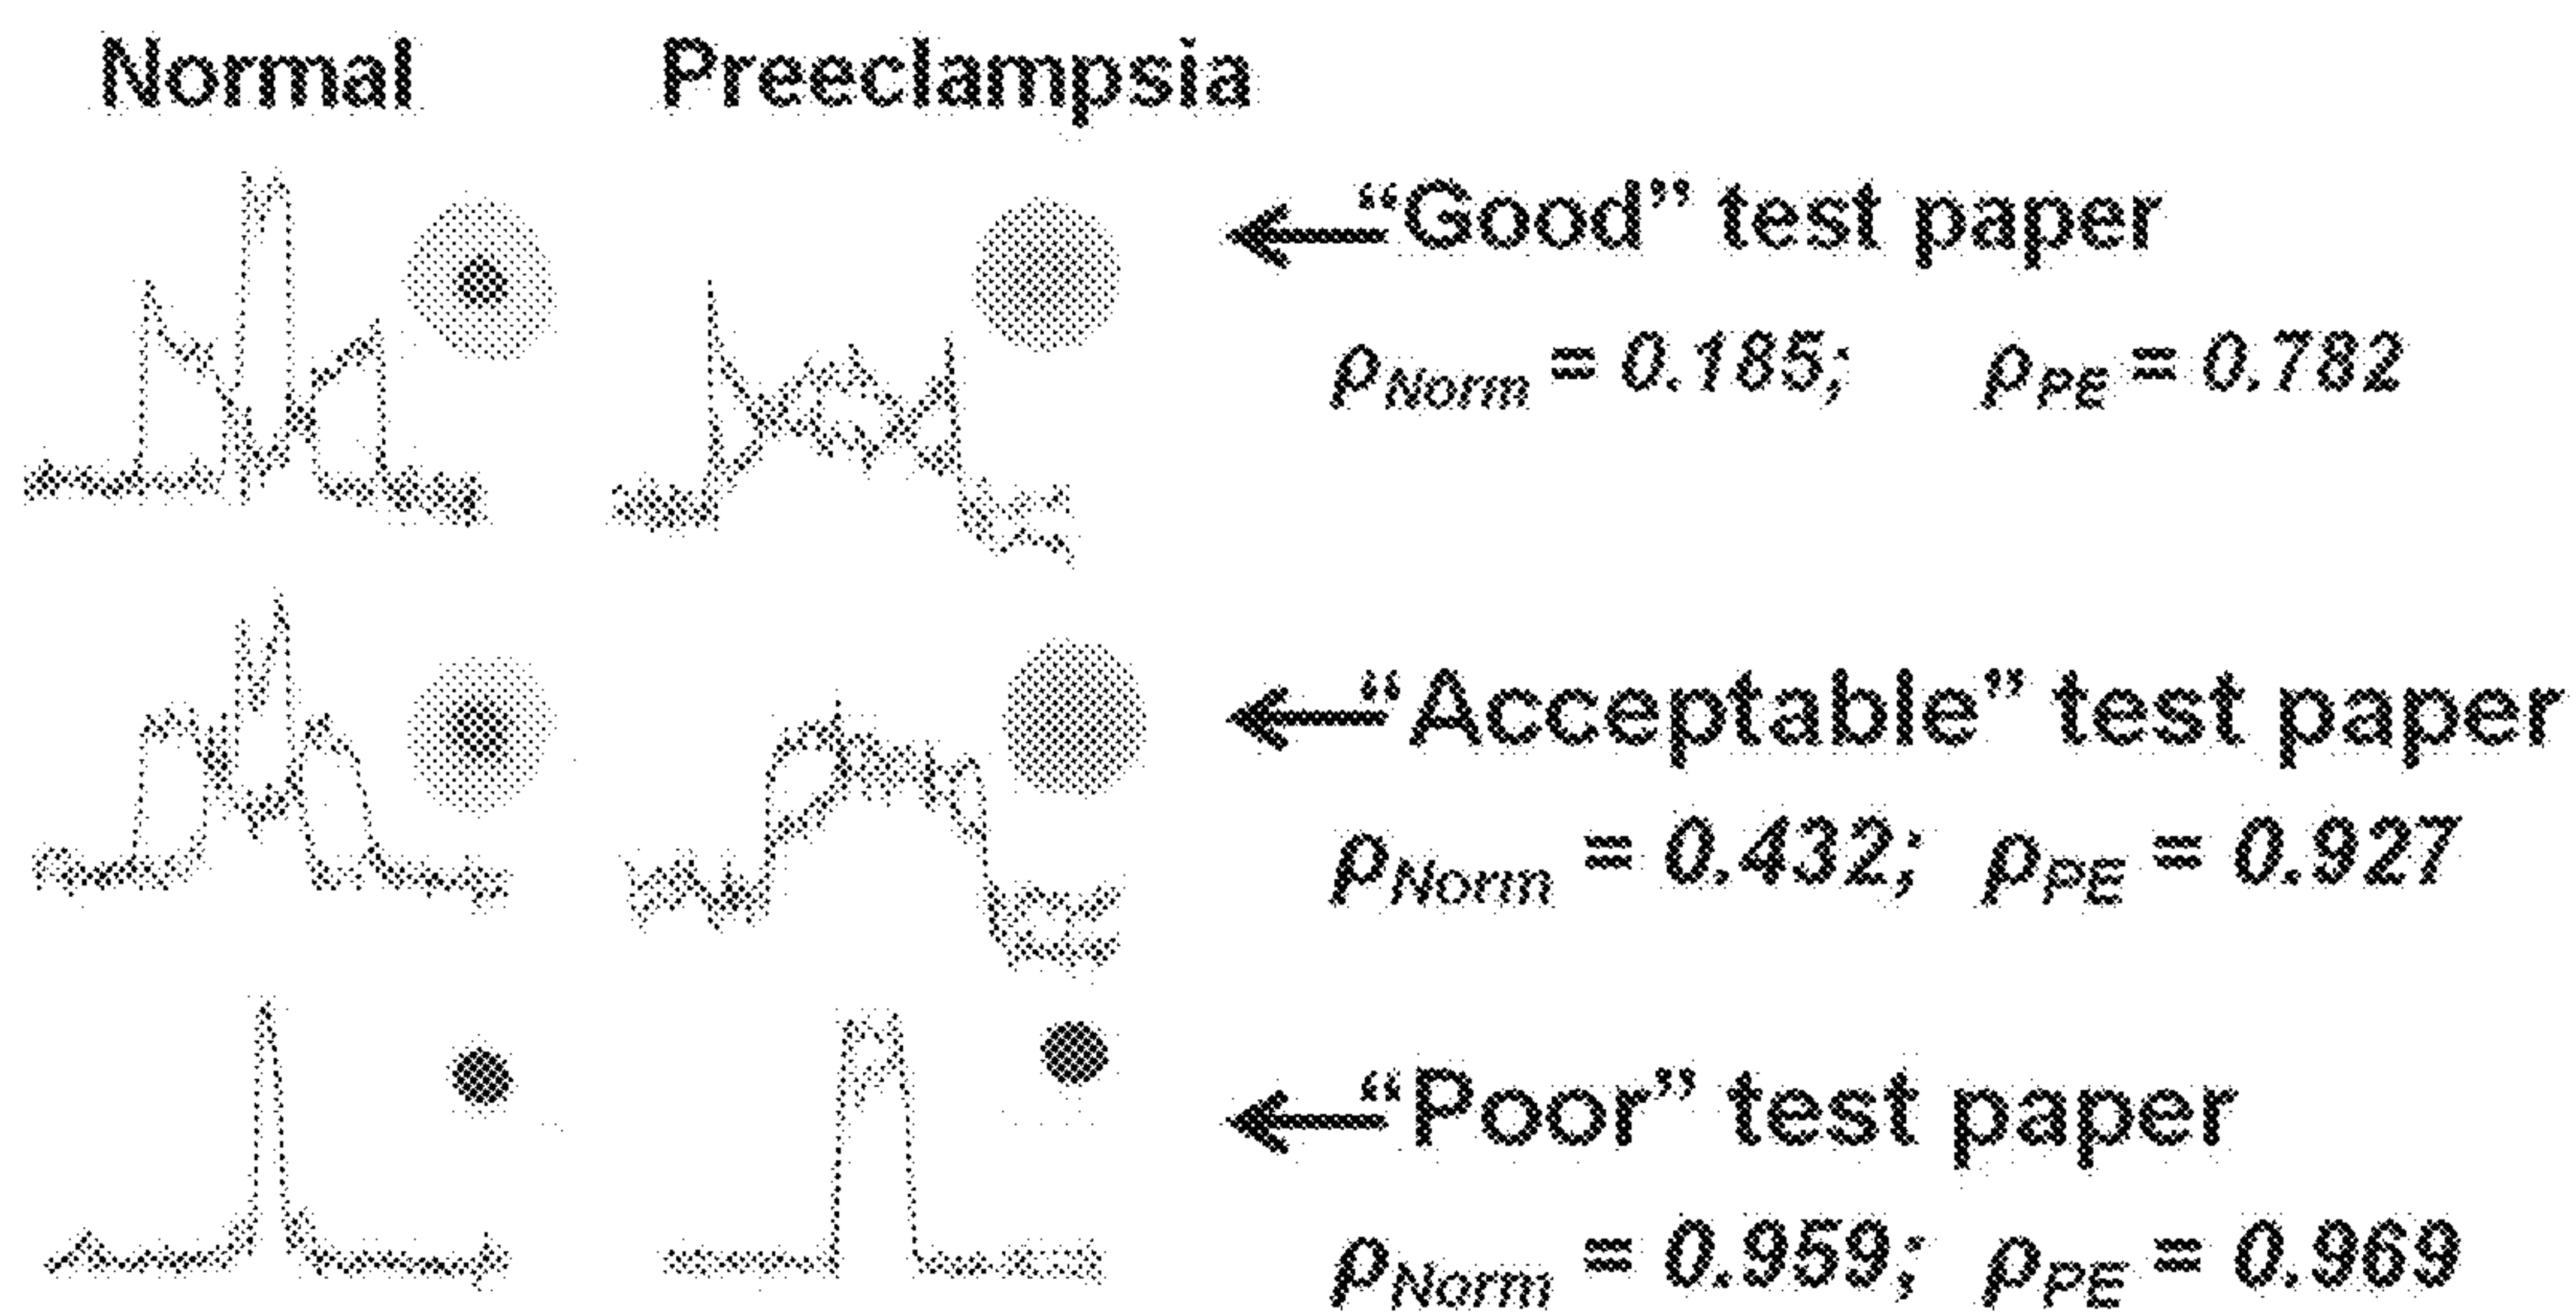 Normal Preeclampsia
“Good” test paper
ρNorm = 0.185; ρPE = 0.782
“Acceptable” test paper
ρNorm = 0.432; ρPE = 0.927
“Poor” test paper
ρNorm = 0.959; ρPE = 0.969